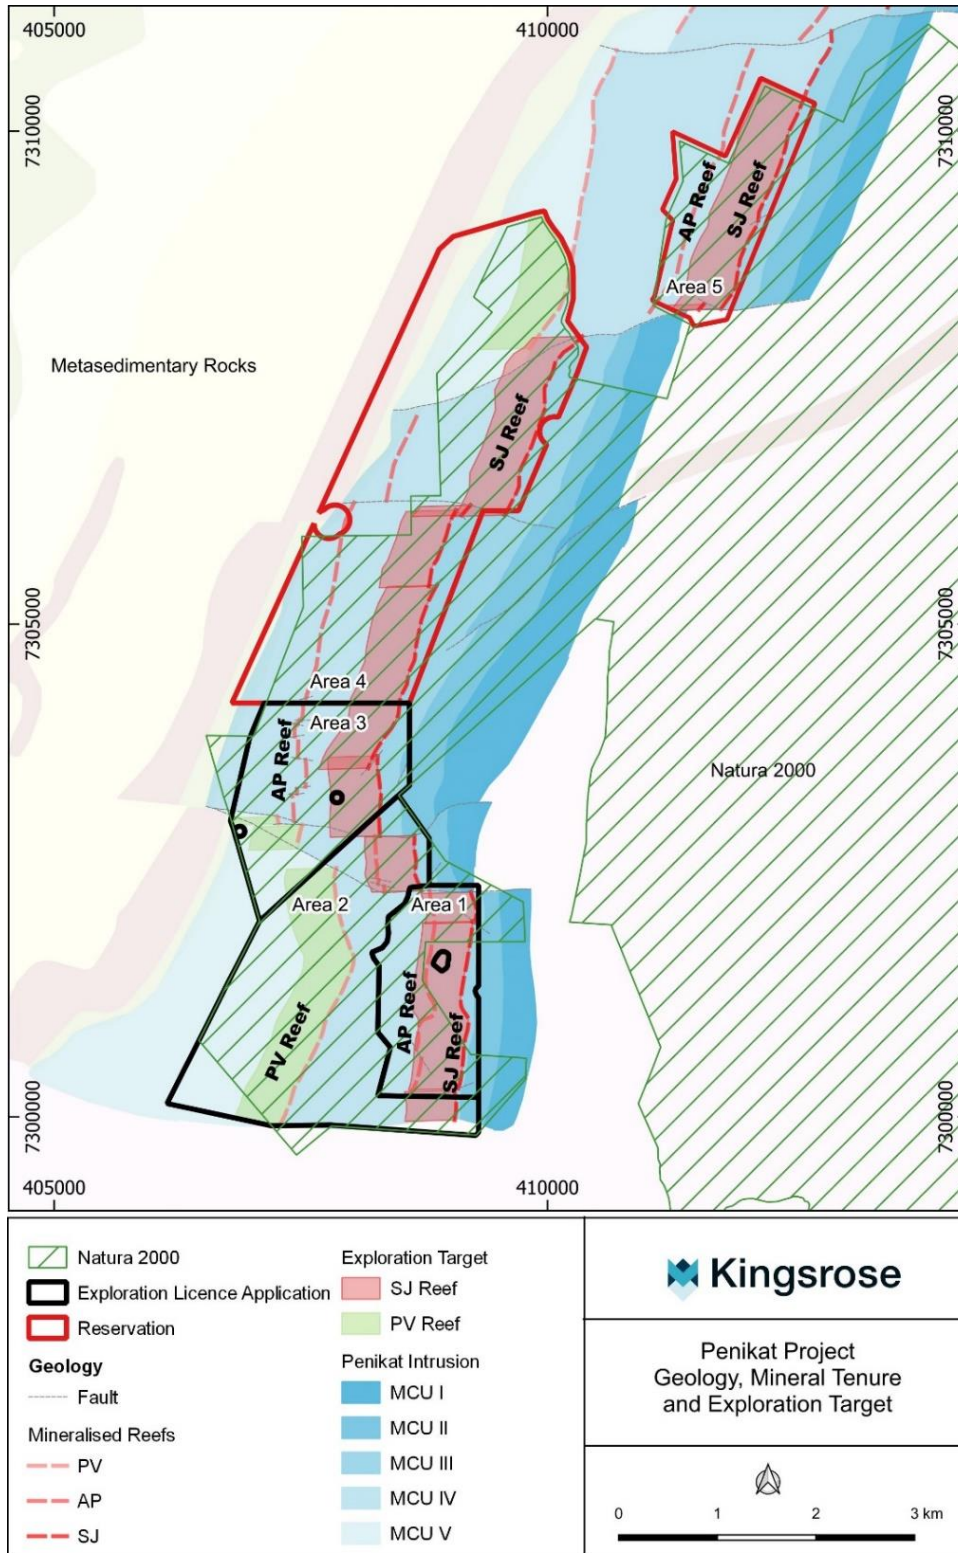 405000
410000
7310000
7310000
AP Reef
SJ Reef
Area 5
Metasedimentary Rocks
SJ Reef
7305000
7305000
Area 4
Area 3
AP Reef
Natura 2000
Area 2
Area 1
PV Reef
AP Reef
SJ Reef
7300000
7300000
405000
410000
Natura 2000
Exploration Licence Application
Reservation
Geology
Fault
Mineralised Reefs
PV
AP
SJ
Exploration Target
SJ Reef
PV Reef
Penikat Intrusion
MCU I
MCU II
MCU III
MCU IV
MCU V
Kingsrose
Penikat Project
Geology, Mineral Tenure
and Exploration Target
0 1 2 3 km